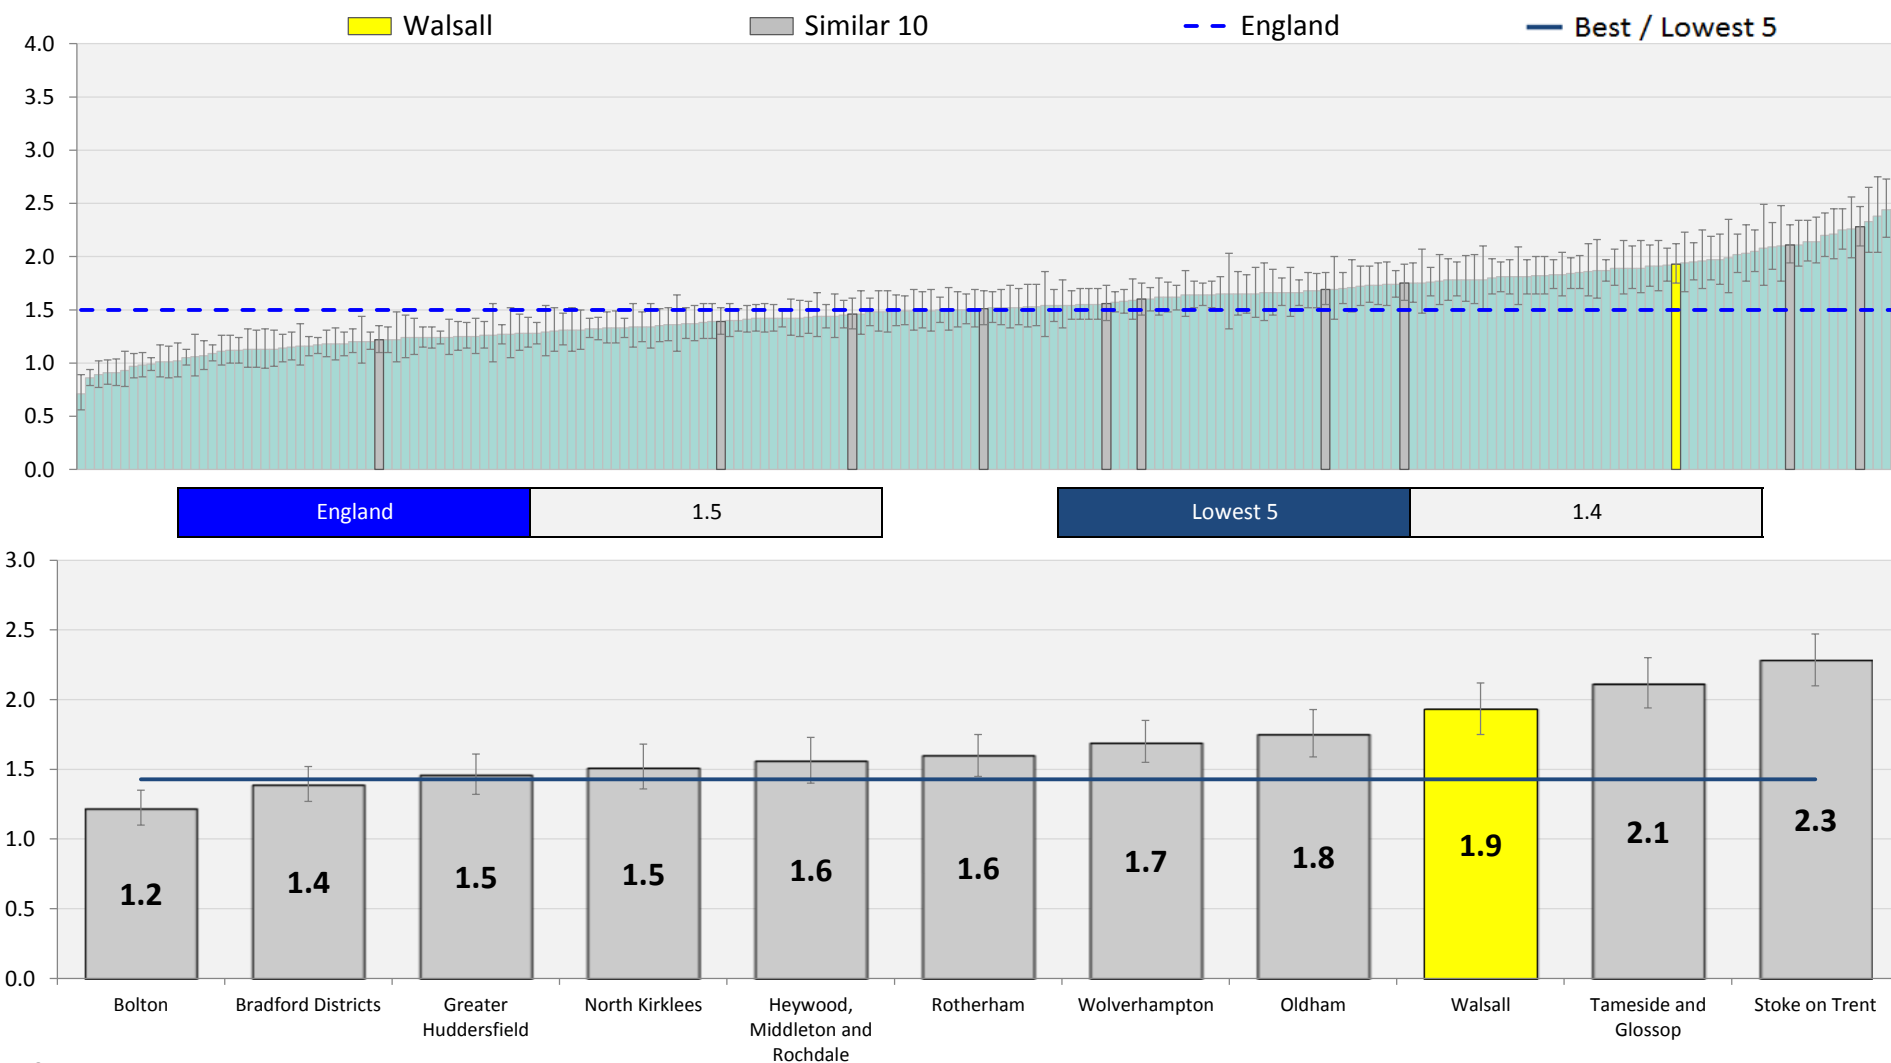 Walsall
Similar 10
England
Best / Lowest 5
4.0
3.5
3.0
2.5
2.0
1.5
1.0
0.5
0.0
England 1.5
Lowest 5 1.4
3.0
2.5
2.0
1.5
1.0
0.5
0.0
1.2
1.4
1.5
1.5
1.6
1.6
1.7
1.8
1.9
2.1
2.3
Bolton
Bradford Districts
Greater
Huddersfield
North Kirklees
Heywood,
Middleton and
Rochdale
Rotherham
Wolverhampton
Oldham
Walsall
Tameside and
Glossop
Stoke on Trent